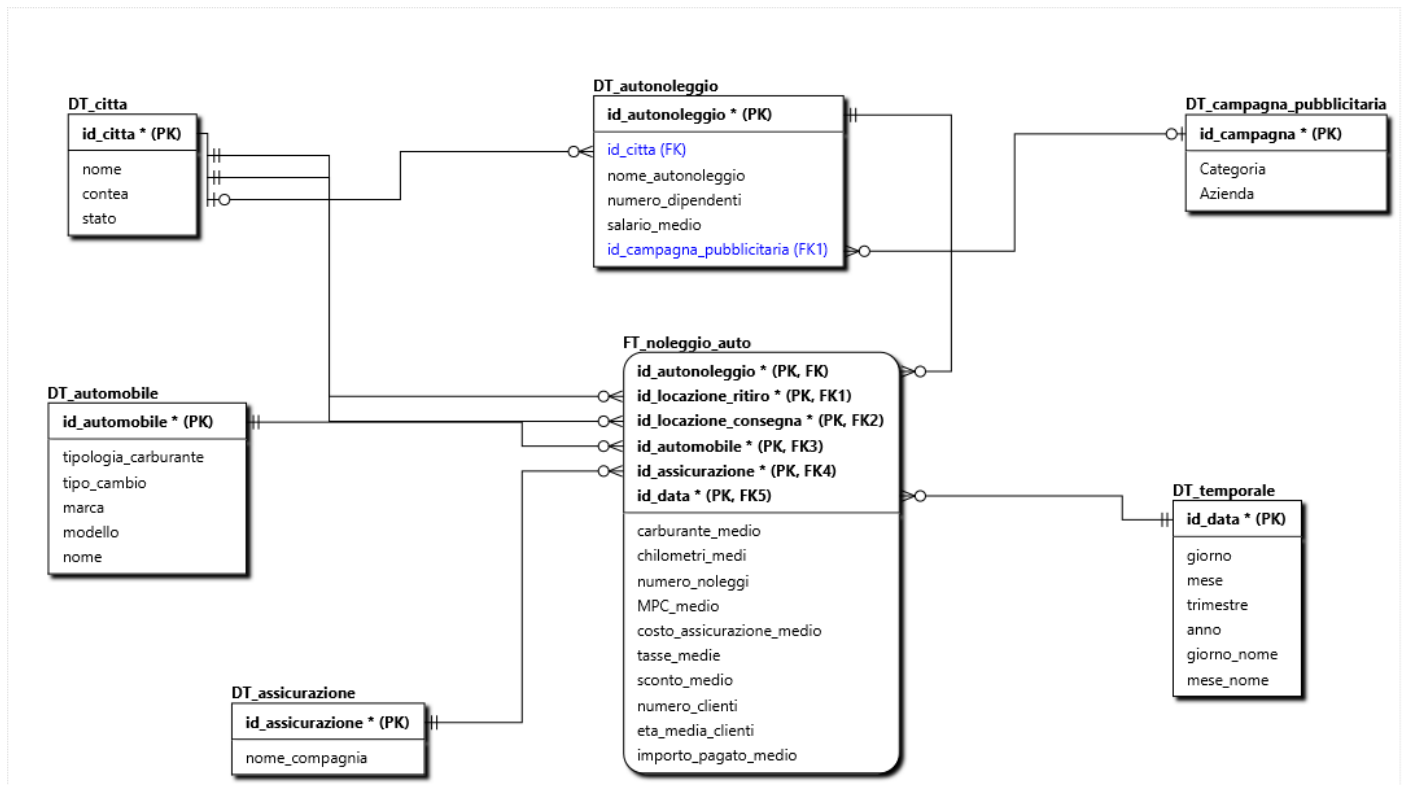 DT_citta
id_citta * (PK)
nome
contea
stato
DT_autonoleggio
id_autonoleggio * (PK)
id_citta (FK)
nome_autonoleggio
numero_dipendenti
salario_medio
id_campagna_pubblicitaria (FK1)
DT_campagna_pubblicitaria
id_campagna * (PK)
Categoria
Azienda
DT_automobile
id_automobile * (PK)
tipologia_carburante
tipo_cambio
marca
modello
nome
FT_noleggio_auto
id_autonoleggio * (PK, FK)
id_locazione_ritiro * (PK, FK1)
id_locazione_consegna * (PK, FK2)
id_automobile * (PK, FK3)
id_assicurazione * (PK, FK4)
id_data * (PK, FK5)
carburante_medio
chilometri_medi
numero_noleggi
MPC_medio
costo_assicurazione_medio
tasse_medie
sconto_medio
numero_clienti
eta_media_clienti
importo_pagato_medio
DT_temporale
id_data * (PK)
giorno
mese
trimestre
anno
giorno_nome
mese_nome
DT_assicurazione
id_assicurazione * (PK)
nome_compagnia